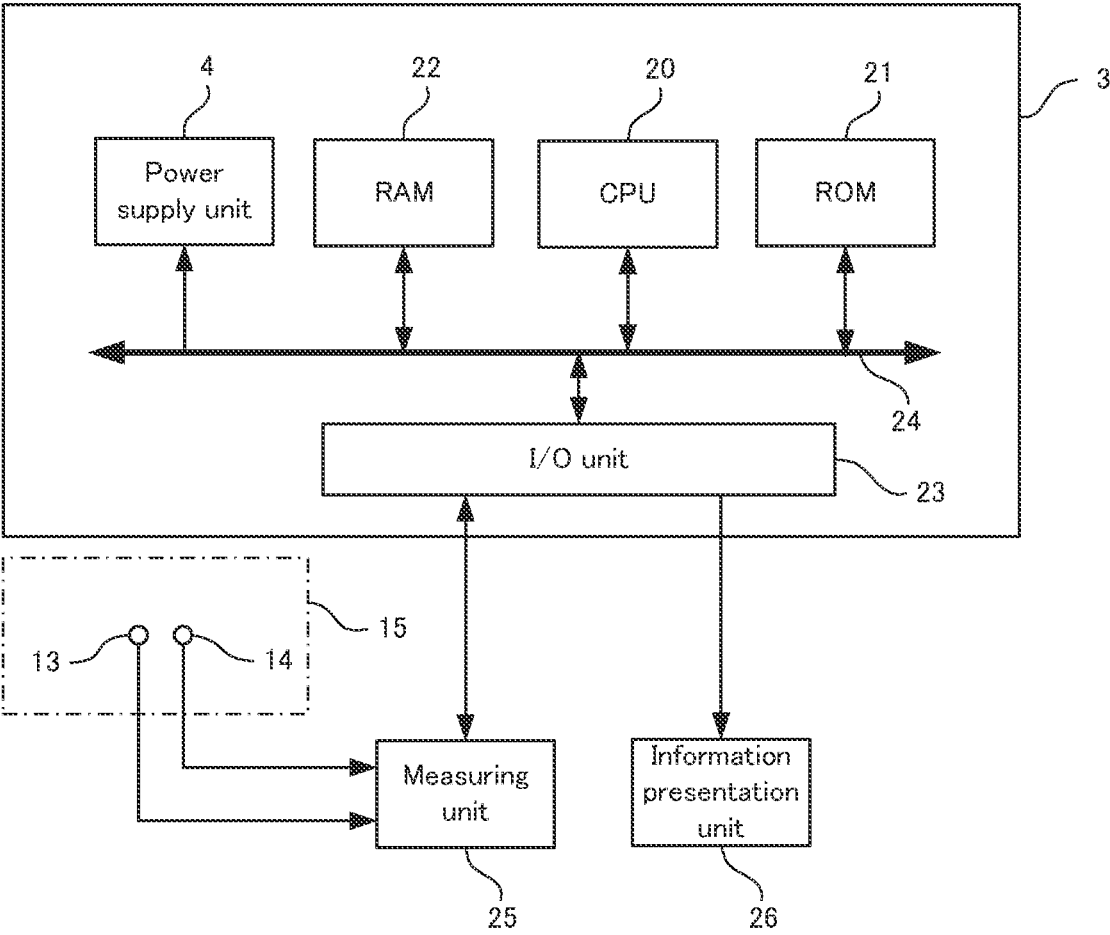 4
22
20
21
3
Power
supply unit
RAM
CPU
ROM
24
I/O unit
23
15
13
14
Measuring
unit
Information
presentation
unit
25
26